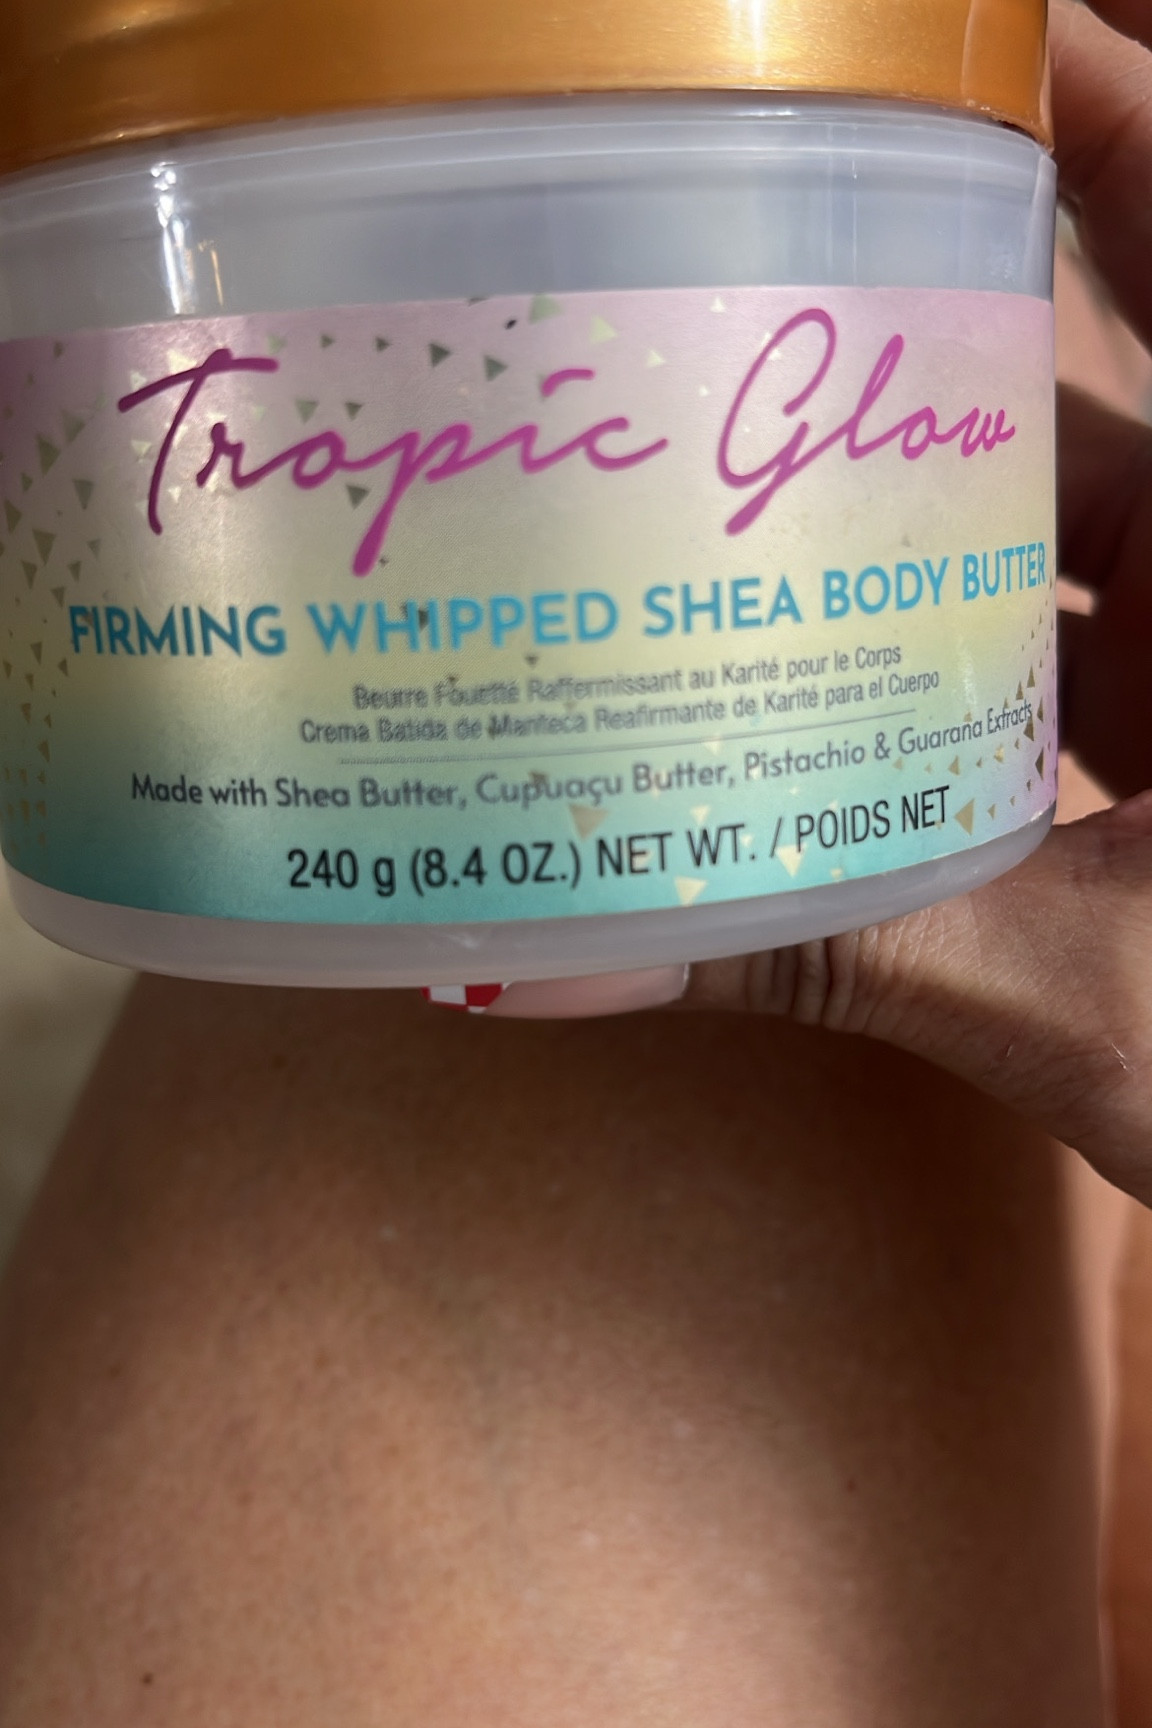 Tropic Glow
FIRMING WHIPPED SHEA BODY BUTTER
Beurre Fouetté Raffermissant au Karité pour le Corps
Crema Batida de Manteca Reafirmante de Karité para el Cuerpo
Made with Shea Butter, Cupuaçu Butter, Pistachio & Guarana Extracts
240 g (8.4 OZ.) NET WT. / POIDS NET